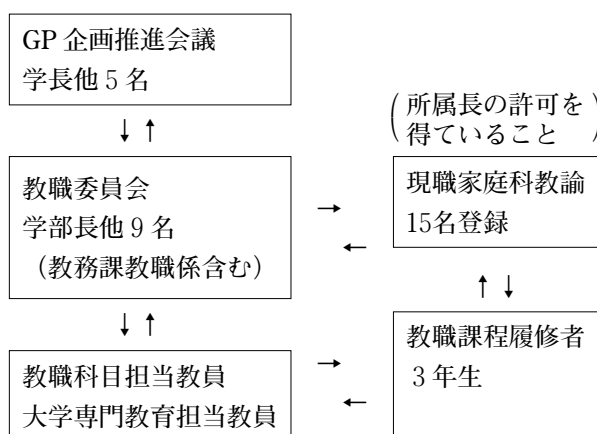 GP 企画推進会議
学長他 5 名
↓ ↑
教職委員会
学部長他 9 名
（教務課教職係含む）
↓ ↑
教職科目担当教員
大学専門教育担当教員
→
←
→
←
（所属長の許可を
得ていること）
現職家庭科教諭
15名登録
↑ ↓
教職課程履修者
3 年生